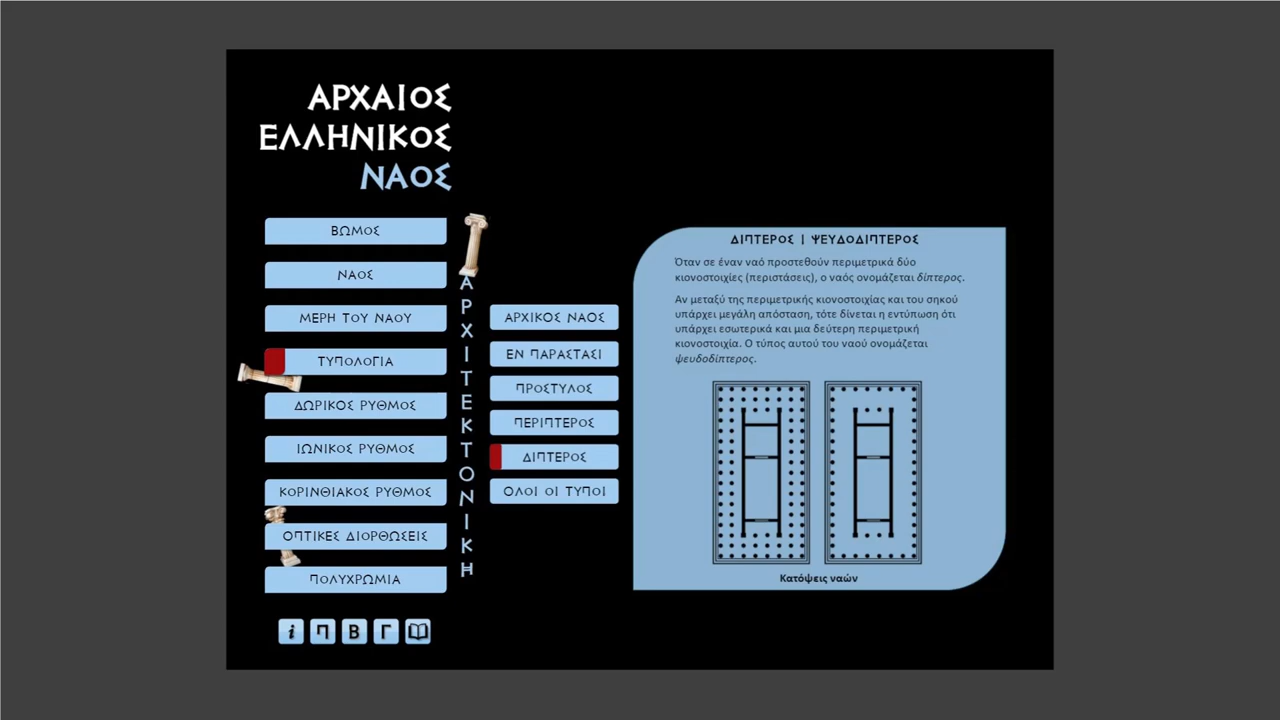 ΑΡΧΑΙΟΣ
ΕΛΛΗΝΙΚΟΣ
ΝΑΟΣ
ΒΩΜΟΣ
ΝΑΟΣ
ΜΕΡΗ ΤΟΥ ΝΑΟΥ
ΤΥΠΟΛΟΓΙΑ
ΔΩΡΙΚΟΣ ΡΥΘΜΟΣ
ΙΩΝΙΚΟΣ ΡΥΘΜΟΣ
ΚΟΡΙΝΘΙΑΚΟΣ ΡΥΘΜΟΣ
ΟΠΤΙΚΕΣ ΔΙΟΡΘΩΣΕΙΣ
ΠΟΛΥΧΡΩΜΙΑ
i Π Β Γ
ΑΡΧΙΤΕΚΤΟΝΙΚΗ
ΑΡΧΙΚΟΣ ΝΑΟΣ
ΕΝ ΠΑΡΑΣΤΑΣΙ
ΠΡΟΣΤΥΛΟΣ
ΠΕΡΙΠΤΕΡΟΣ
ΔΙΠΤΕΡΟΣ
ΟΛΟΙ ΟΙ ΤΥΠΟΙ
ΔΙΠΤΕΡΟΣ | ΨΕΥΔΟΔΙΠΤΕΡΟΣ
Όταν σε έναν ναό προστεθούν περιμετρικά δύο
κιονοστοιχίες (περιστάσεις), ο ναός ονομάζεται δίπτερος.
Αν μεταξύ της περιμετρικής κιονοστοιχίας και του σηκού
υπάρχει μεγάλη απόσταση, τότε δίνεται η εντύπωση ότι
υπάρχει εσωτερικά και μια δεύτερη περιμετρική
κιονοστοιχία. Ο τύπος αυτού του ναού ονομάζεται
ψευδοδίπτερος.
Κατόψεις ναών